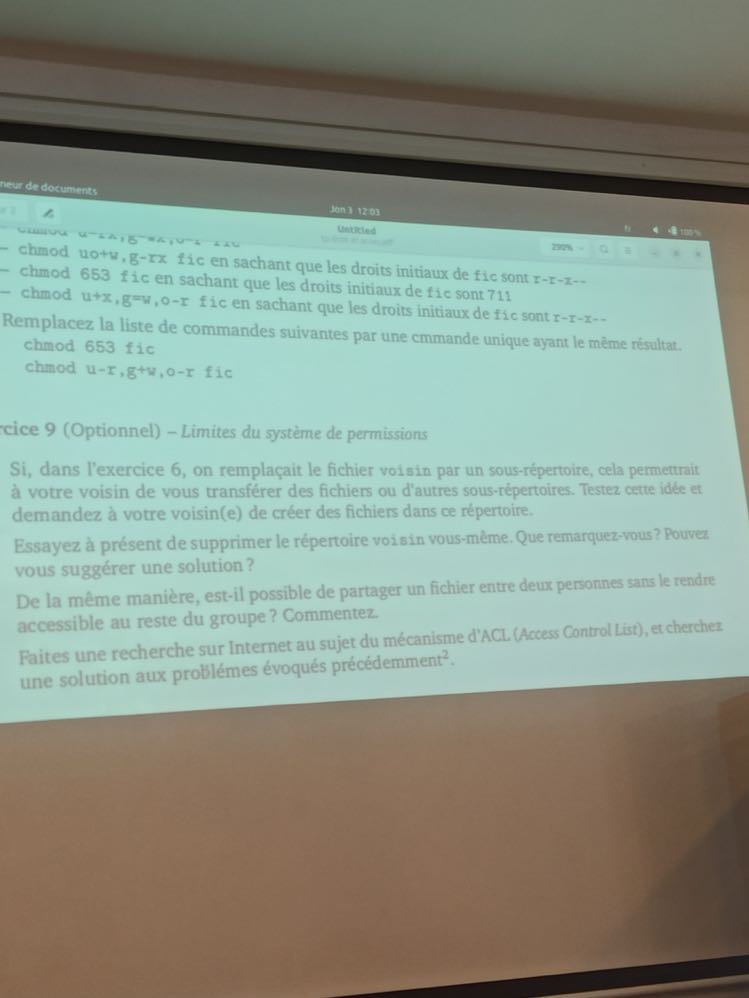 neur de documents
Jon 3 12:03
Untitled
290%
100 %
– chmod uo+w,g-rx fic en sachant que les droits initiaux de fic sont r-r-x--
– chmod 653 fic en sachant que les droits initiaux de fic sont 711
– chmod u+x,g=w,o-r fic en sachant que les droits initiaux de fic sont r-r-x--
Remplacez la liste de commandes suivantes par une cmmande unique ayant le même résultat.
chmod 653 fic
chmod u-r,g+w,o-r fic
rcice 9 (Optionnel) – Limites du système de permissions
Si, dans l'exercice 6, on remplaçait le fichier voisin par un sous-répertoire, cela permettrait
à votre voisin de vous transférer des fichiers ou d'autres sous-répertoires. Testez cette idée et
demandez à votre voisin(e) de créer des fichiers dans ce répertoire.
Essayez à présent de supprimer le répertoire voisin vous-même. Que remarquez-vous ? Pouvez
vous suggérer une solution ?
De la même manière, est-il possible de partager un fichier entre deux personnes sans le rendre
accessible au reste du groupe ? Commentez.
Faites une recherche sur Internet au sujet du mécanisme d'ACL (Access Control List), et cherchez
une solution aux problémes évoqués précédemment².